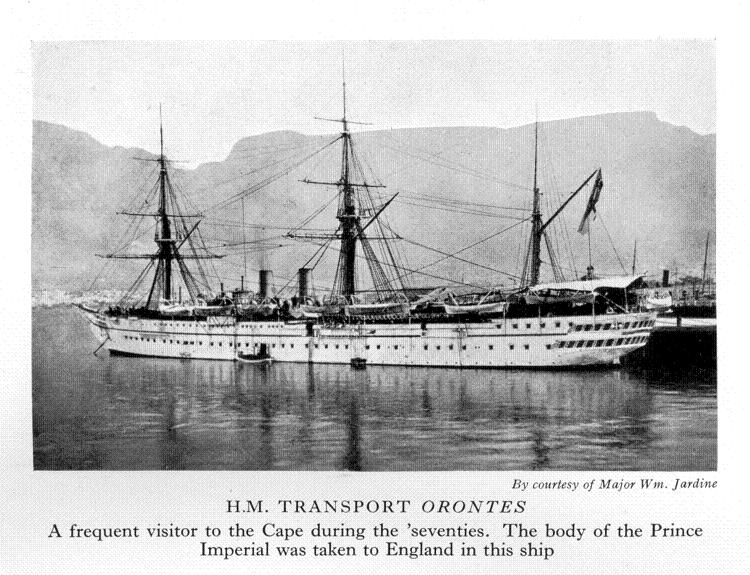 By courtesy of Major Wm. Jardine
H.M. TRANSPORT ORONTES
A frequent visitor to the Cape during the 'seventies. The body of the Prince
Imperial was taken to England in this ship